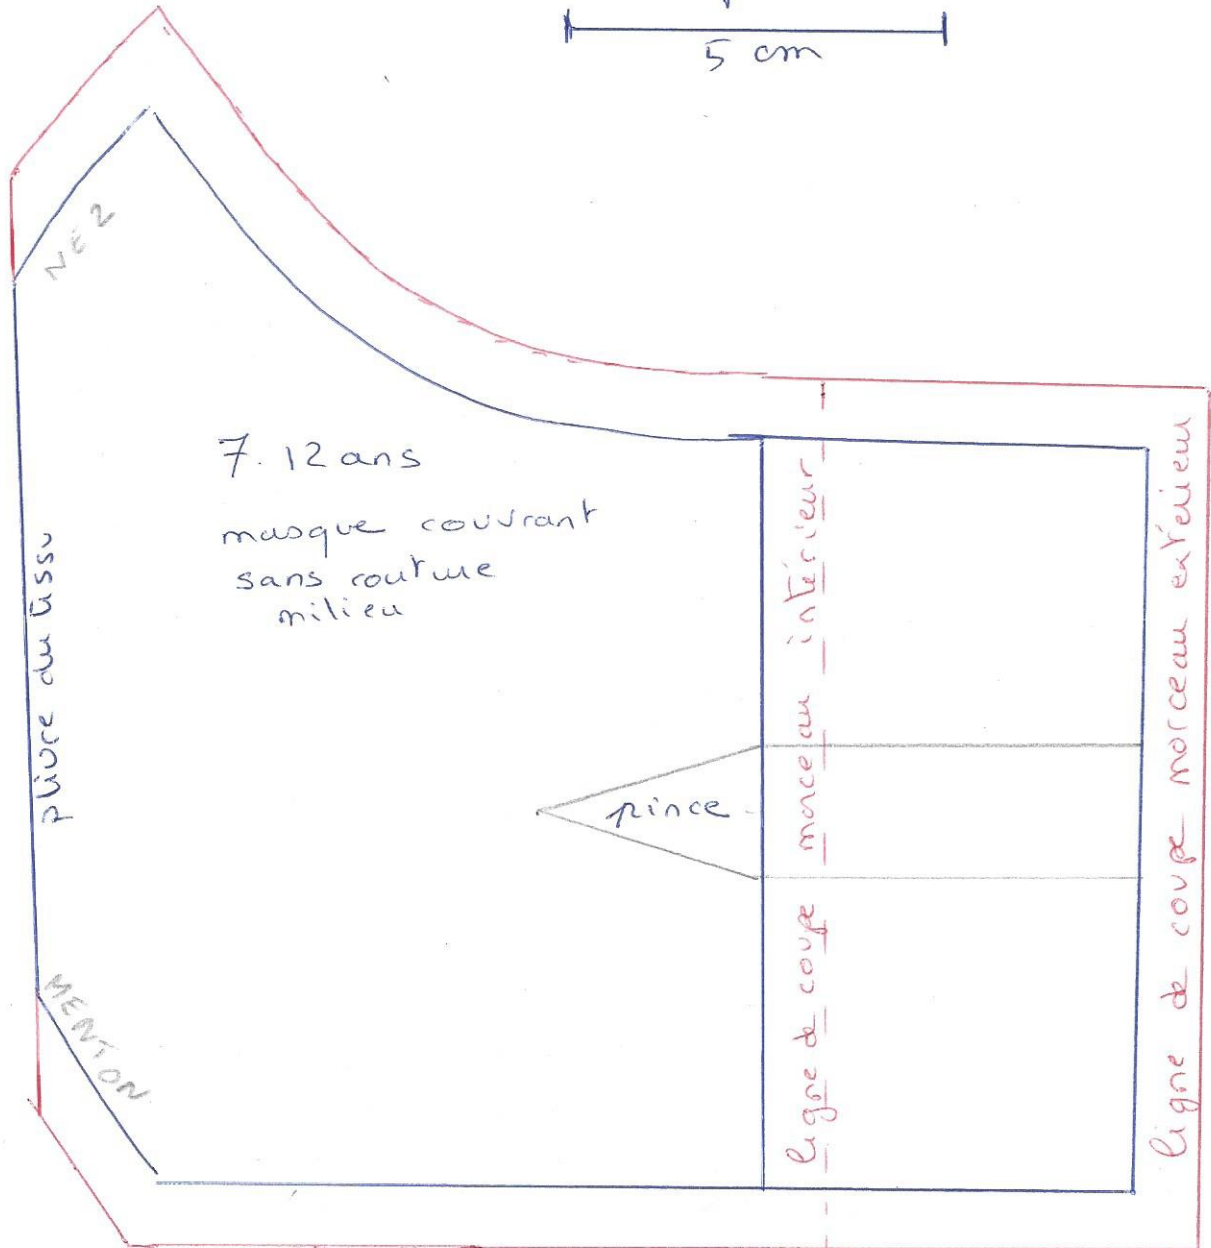 5 cm
NEZ
7. 12 ans
masque couvrant
sans couture
milieu
pliure du tissu
pince
MENTON
ligne de coupe morceau intérieur
ligne de coupe morceau extérieur